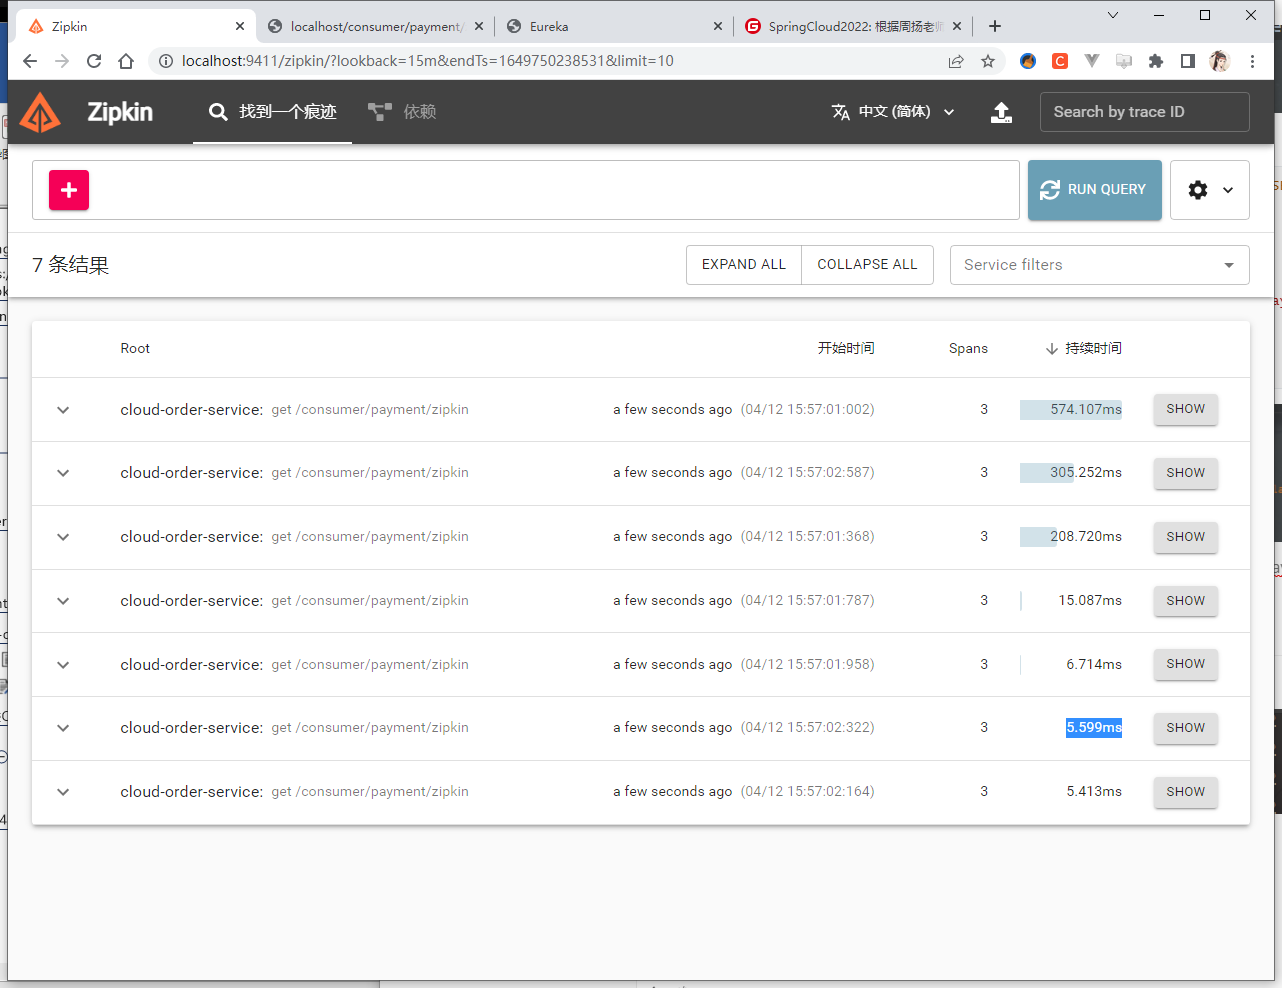 Zipkin
localhost/consumer/payment/
Eureka
SpringCloud2022: 根据周扬老师
localhost:9411/zipkin/?lookback=15m&endTs=1649750238531&limit=10
Zipkin
找到一个痕迹
依赖
中文 (简体)
Search by trace ID
RUN QUERY
7 条结果
EXPAND ALL
COLLAPSE ALL
Service filters
Root 开始时间 Spans 持续时间
cloud-order-service: get /consumer/payment/zipkin a few seconds ago (04/12 15:57:01:002) 3 574.107ms SHOW
cloud-order-service: get /consumer/payment/zipkin a few seconds ago (04/12 15:57:02:587) 3 305.252ms SHOW
cloud-order-service: get /consumer/payment/zipkin a few seconds ago (04/12 15:57:01:368) 3 208.720ms SHOW
cloud-order-service: get /consumer/payment/zipkin a few seconds ago (04/12 15:57:01:787) 3 15.087ms SHOW
cloud-order-service: get /consumer/payment/zipkin a few seconds ago (04/12 15:57:01:958) 3 6.714ms SHOW
cloud-order-service: get /consumer/payment/zipkin a few seconds ago (04/12 15:57:02:322) 3 5.599ms SHOW
cloud-order-service: get /consumer/payment/zipkin a few seconds ago (04/12 15:57:02:164) 3 5.413ms SHOW